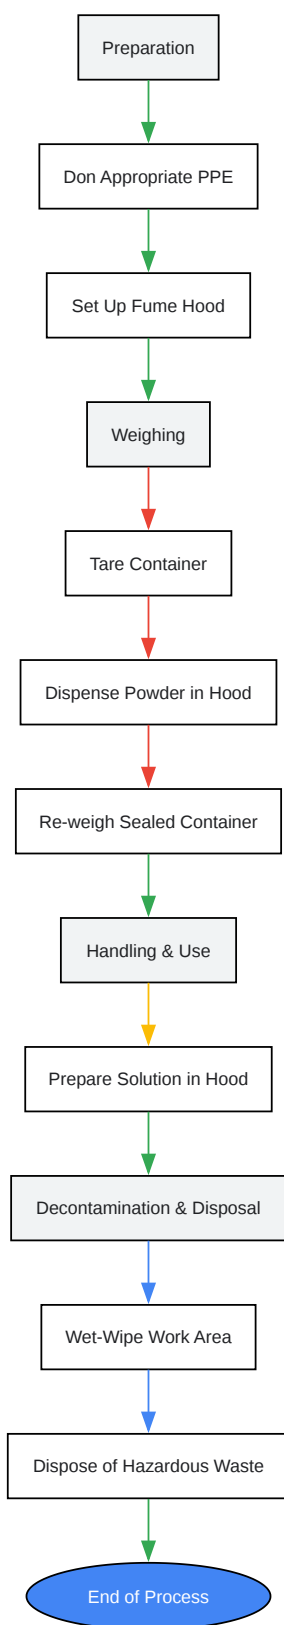 Preparation
Don Appropriate PPE
Set Up Fume Hood
Weighing
Tare Container
Dispense Powder in Hood
Re-weigh Sealed Container
Handling & Use
Prepare Solution in Hood
Decontamination & Disposal
Wet-Wipe Work Area
Dispose of Hazardous Waste
End of Process